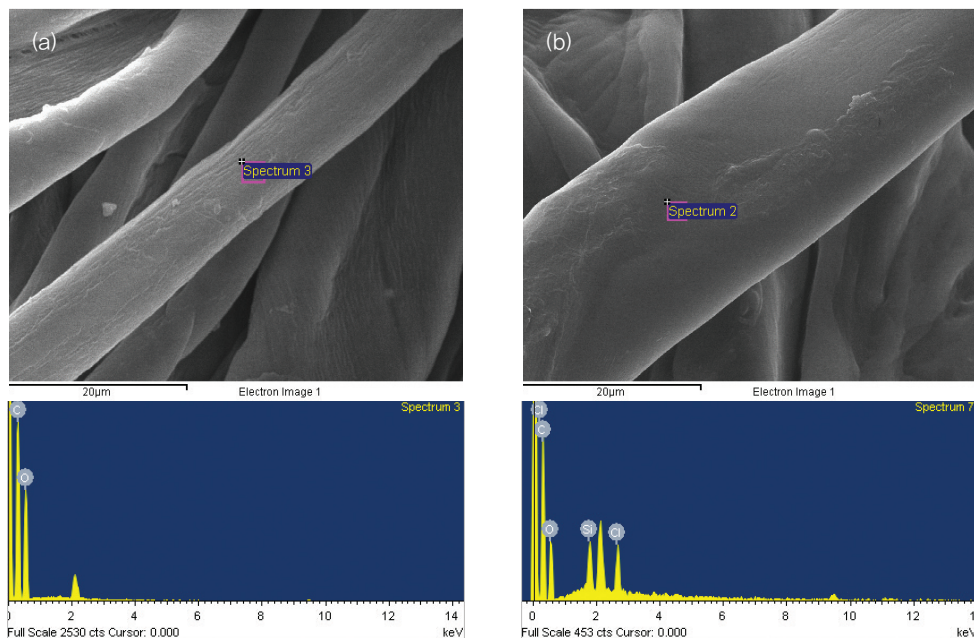 (a)
Spectrum 3
20µm
Electron Image 1
Spectrum 3
C
O
0 2 4 6 8 10 12 14
Full Scale 2530 cts Cursor: 0.000
keV
(b)
Spectrum 2
20µm
Electron Image 1
Spectrum 7
Cl
C
O
Si
Cl
0 2 4 6 8 10 12 14
Full Scale 453 cts Cursor: 0.000
keV